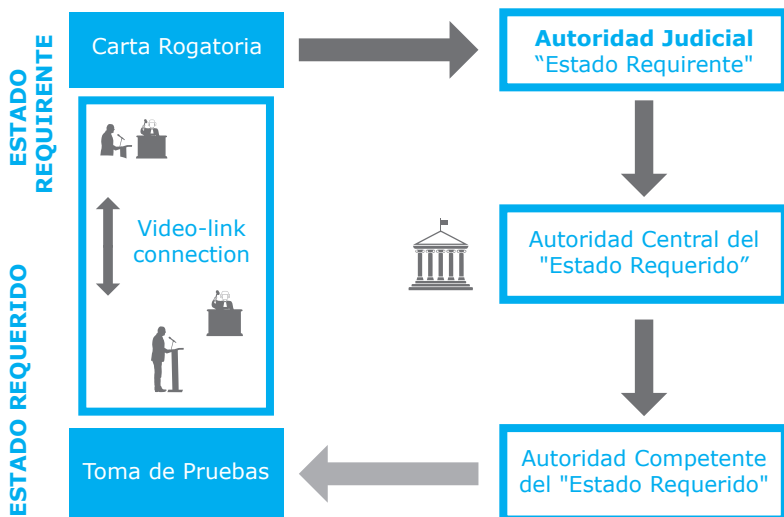 ESTADO
REQUIRENTE
Carta Rogatoria
Autoridad Judicial
“Estado Requirente"
Video-link
connection
Autoridad Central del
"Estado Requerido”
ESTADO REQUERIDO
Toma de Pruebas
Autoridad Competente
del "Estado Requerido"